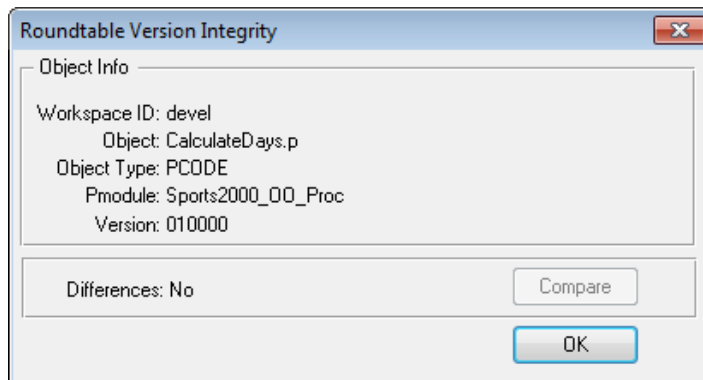 Roundtable Version Integrity
Object Info
Workspace ID: devel
Object: CalculateDays.p
Object Type: PCODE
Pmodule: Sports2000_OO_Proc
Version: 010000
Differences: No
Compare
OK